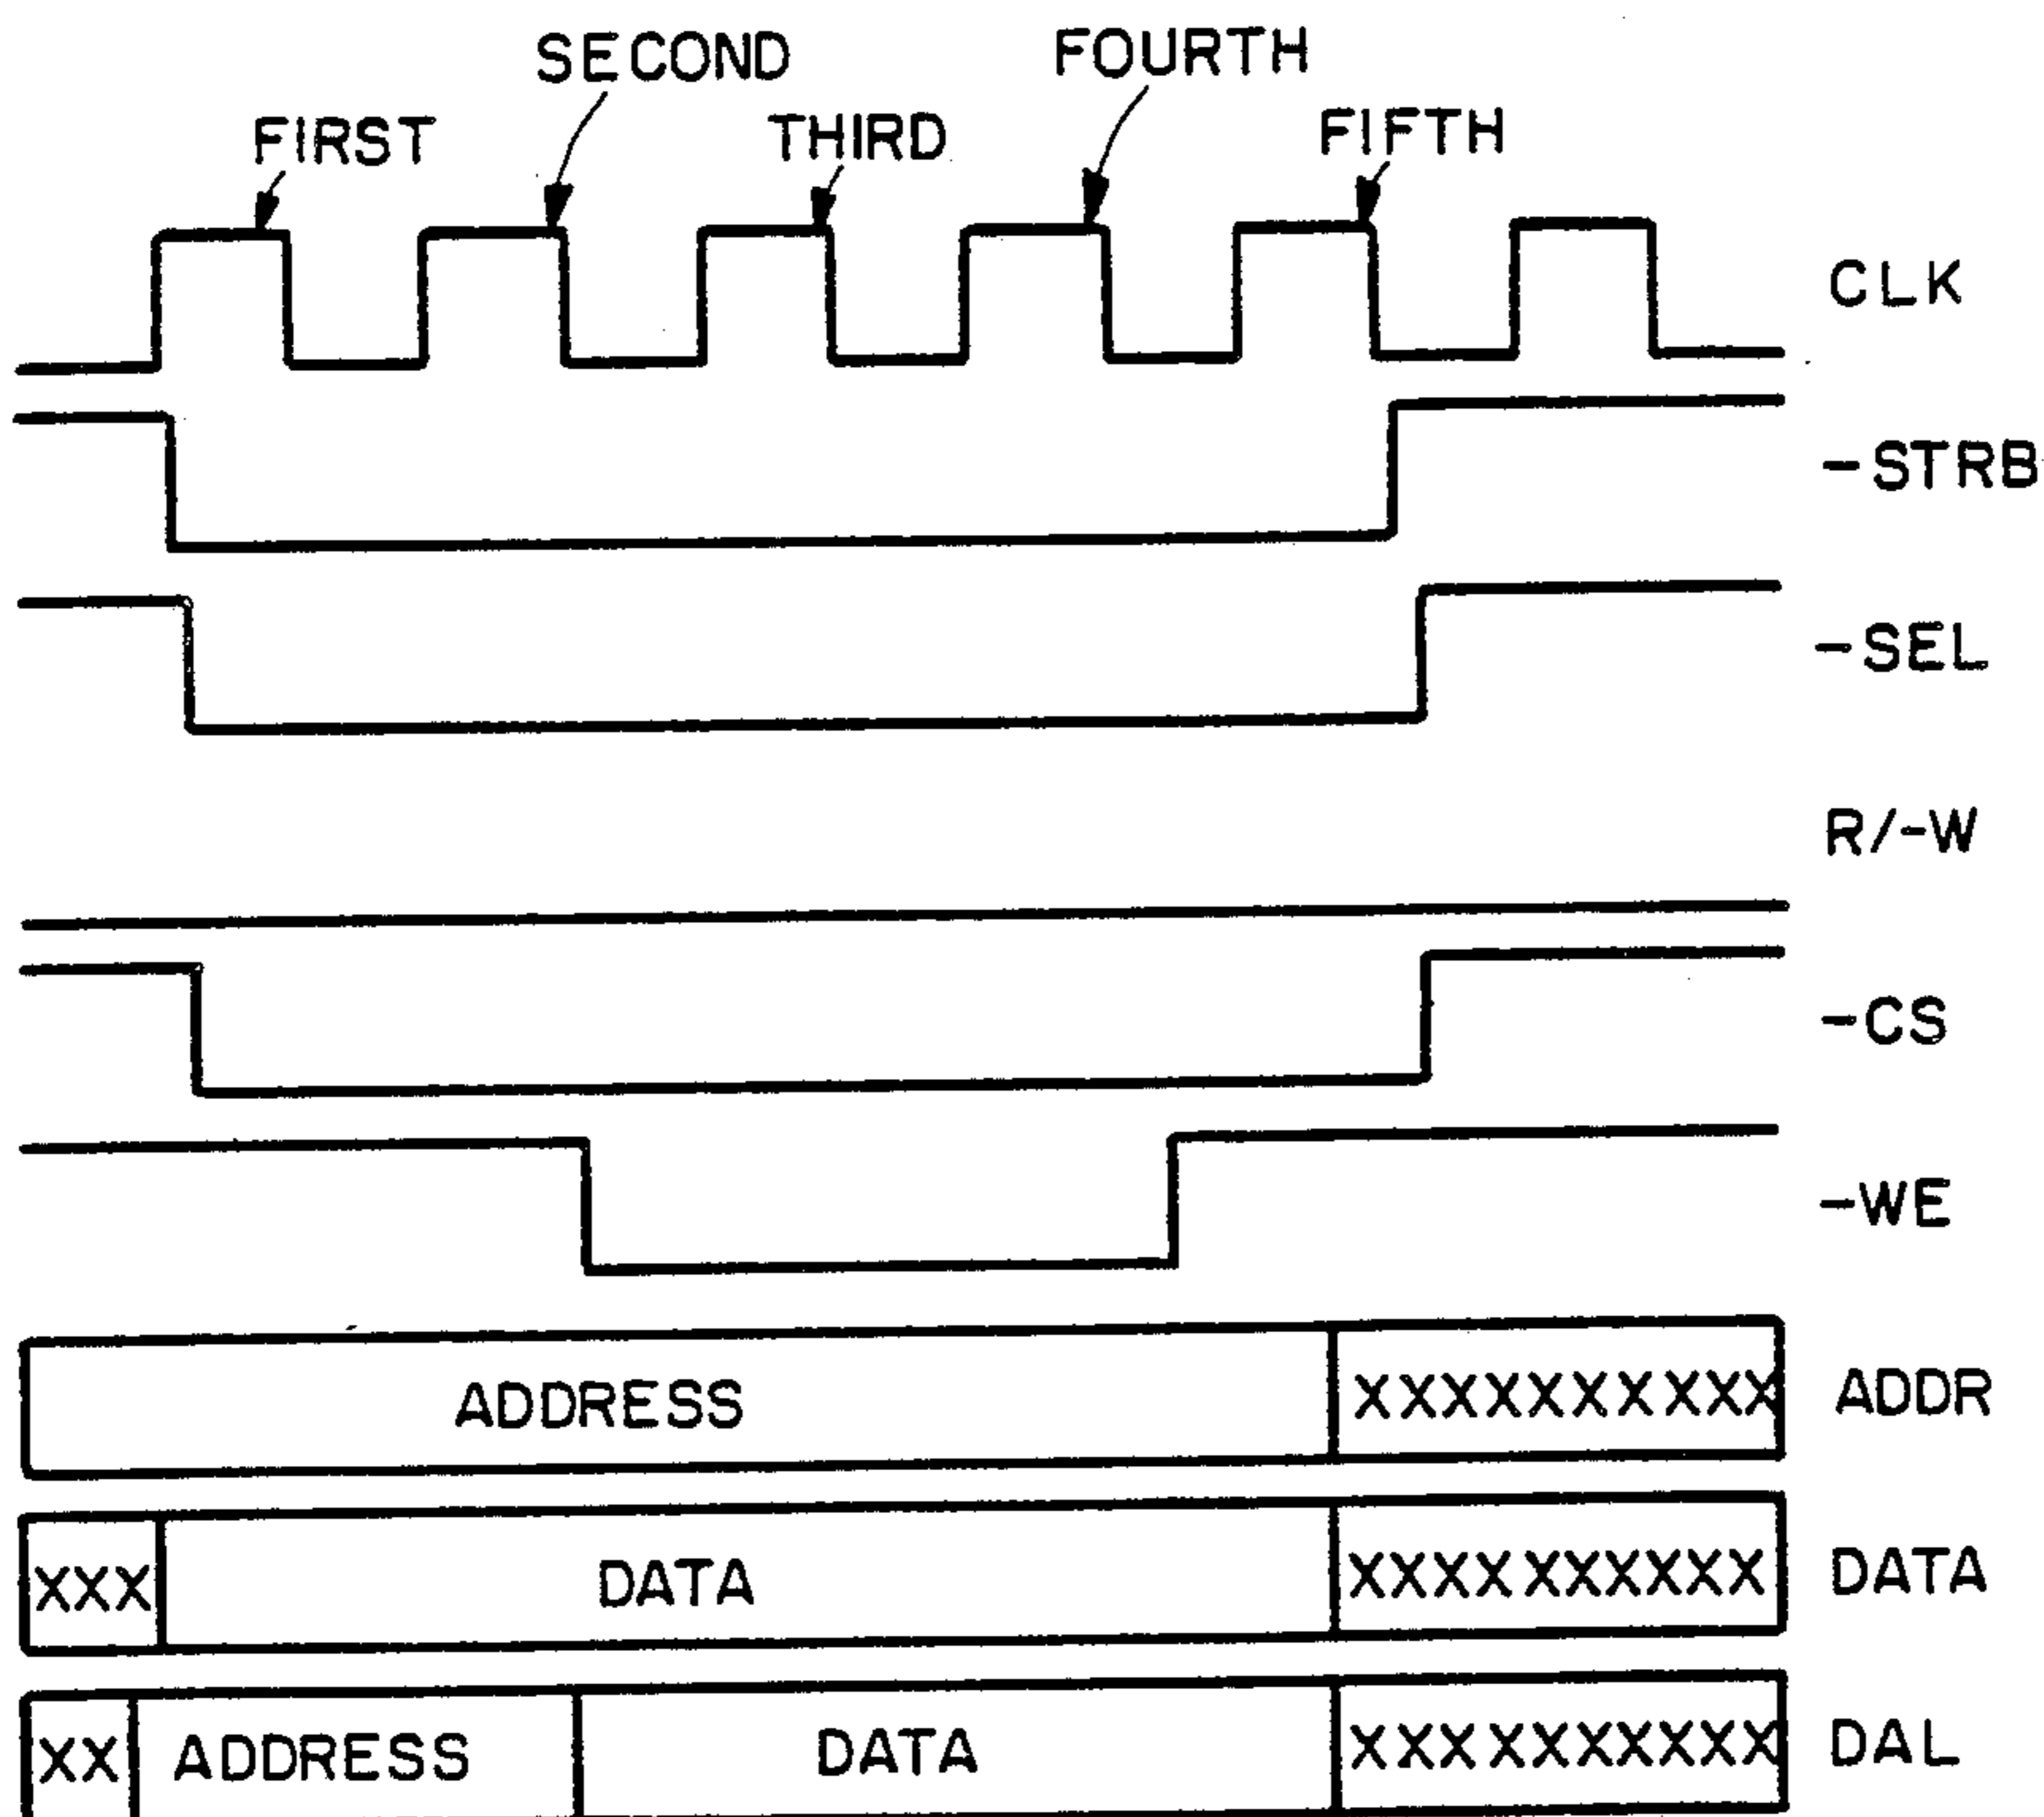 SECOND FOURTH
FIRST THIRD FIFTH
CLK
-STRB
-SEL
R/-W
-CS
-WE
ADDRESS XXXXXXXXXX ADDR
XXX DATA XXXXXXXXXX DATA
XX ADDRESS DATA XXXXXXXXXX DAL